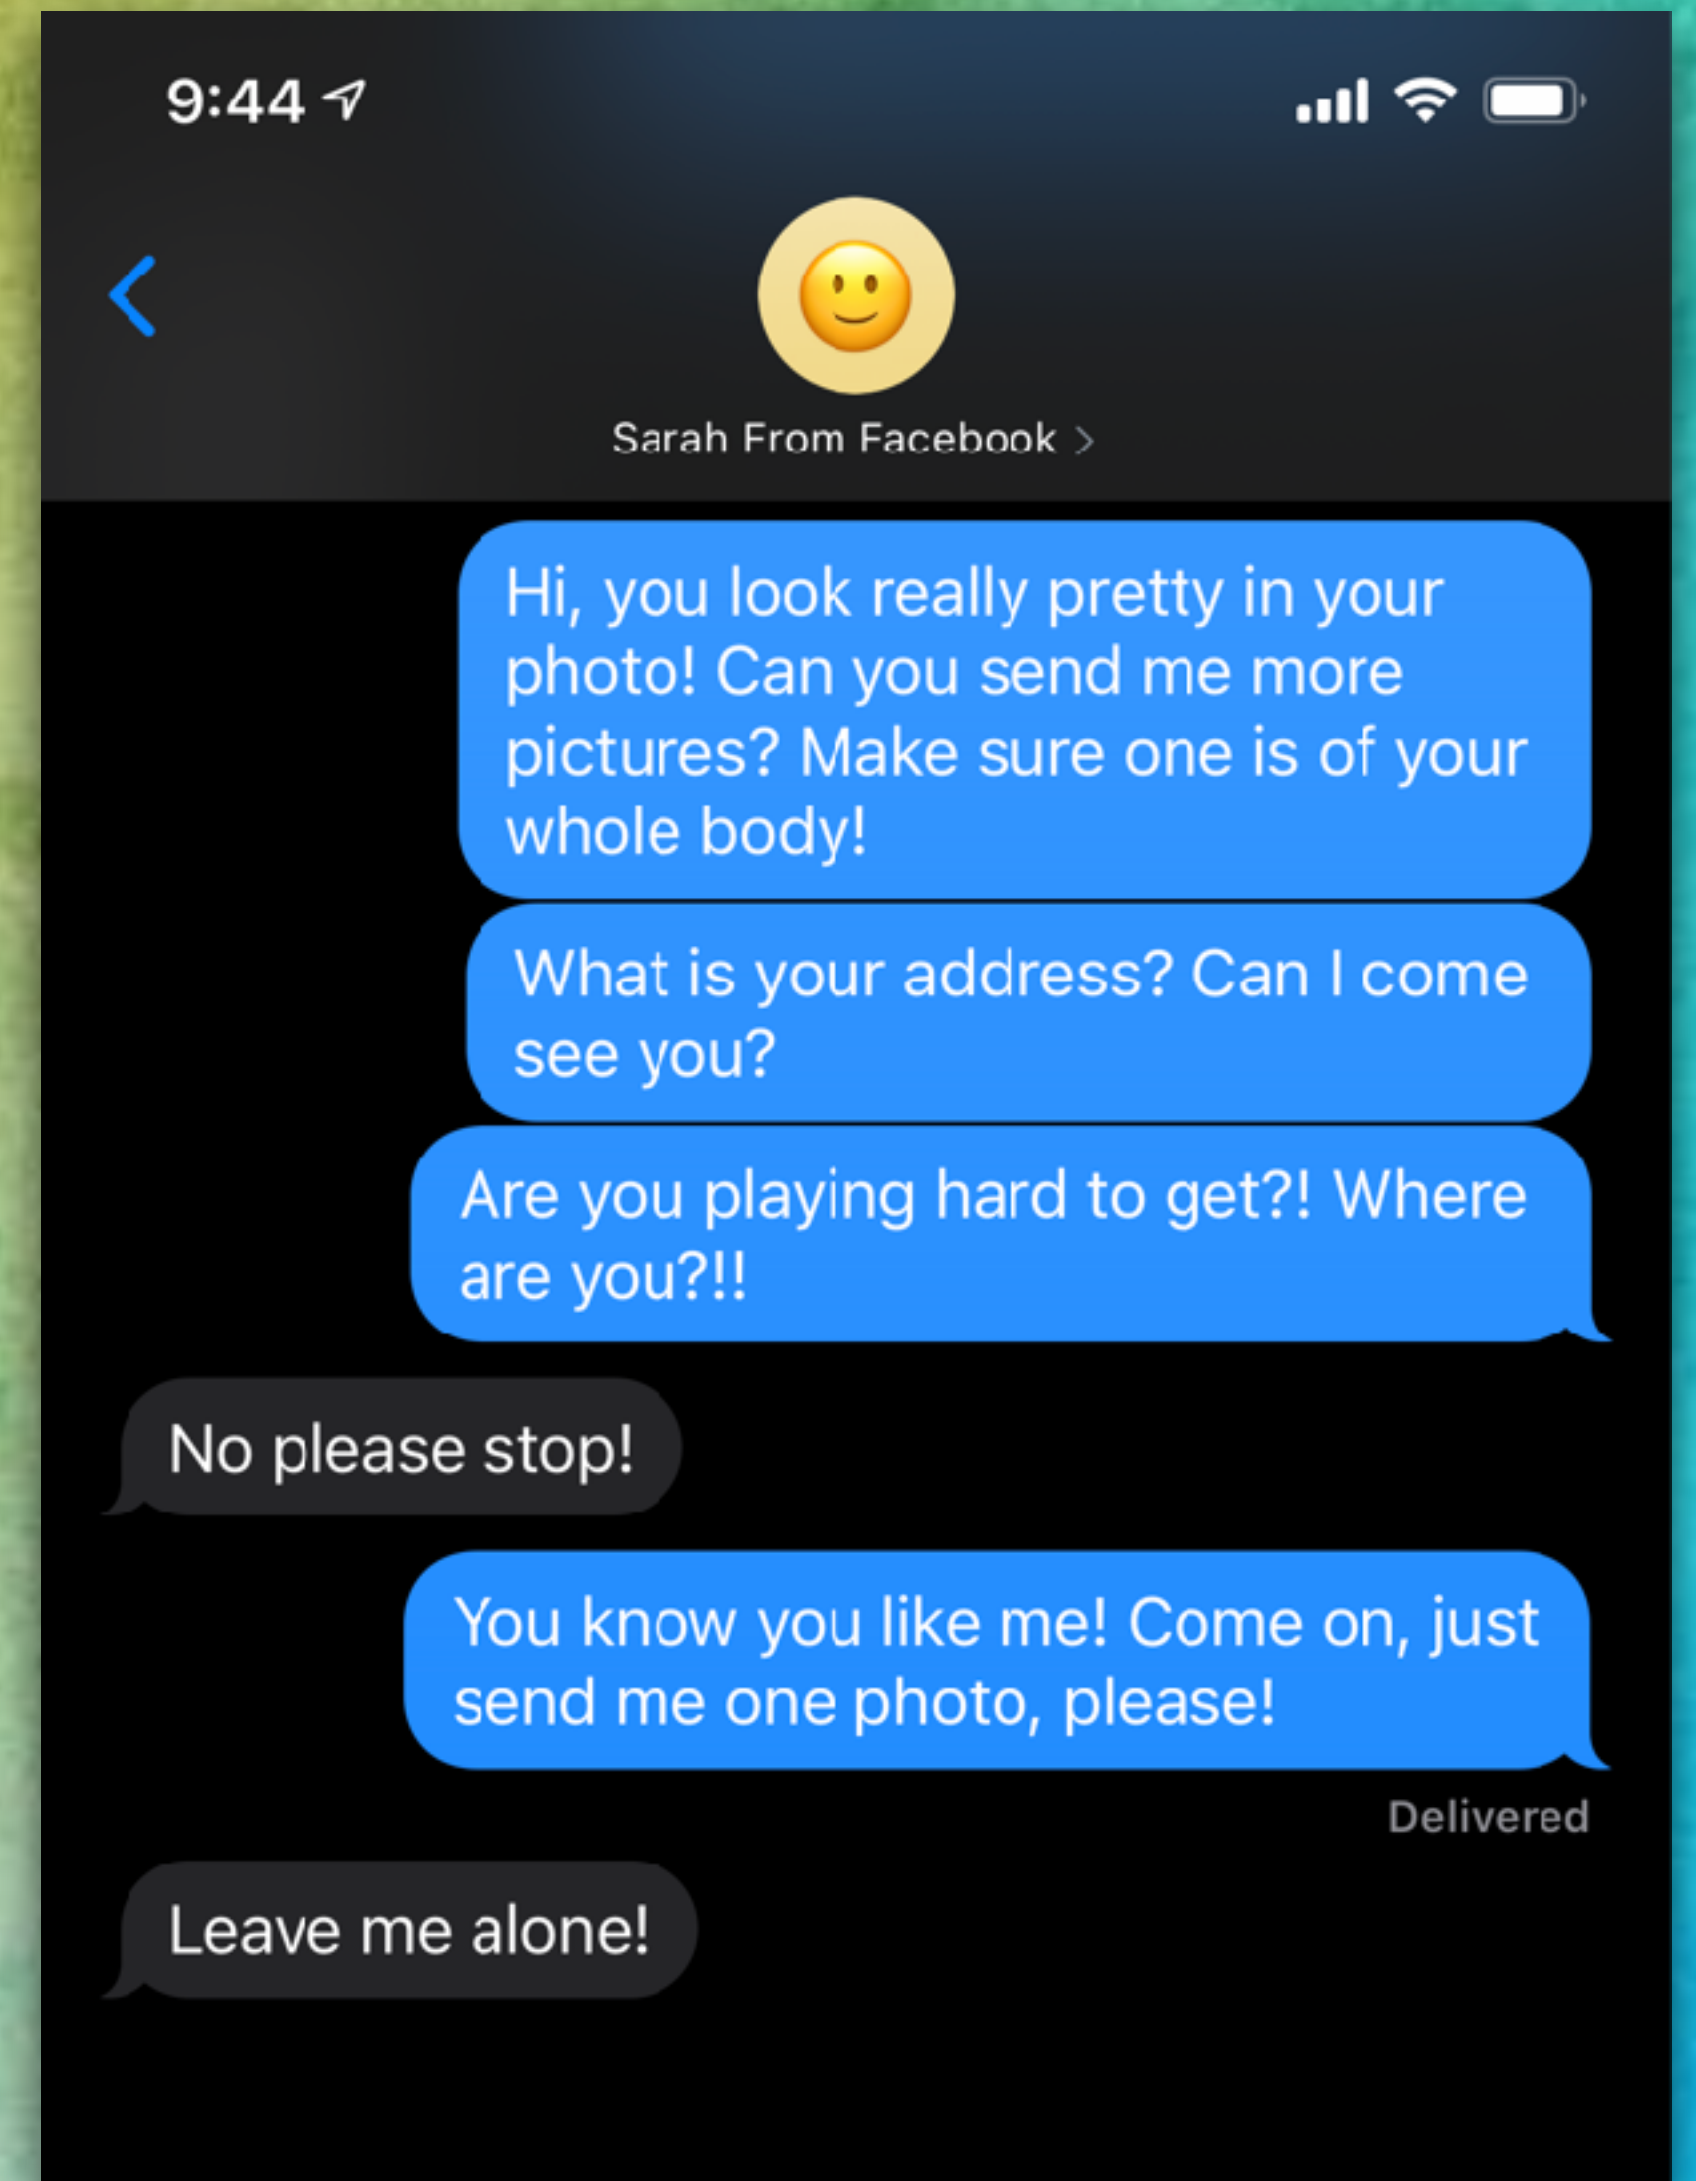 9:44
Sarah From Facebook
Hi, you look really pretty in your
photo! Can you send me more
pictures? Make sure one is of your
whole body!
What is your address? Can I come
see you?
Are you playing hard to get?! Where
are you?!!
No please stop!
You know you like me! Come on, just
send me one photo, please!
Delivered
Leave me alone!